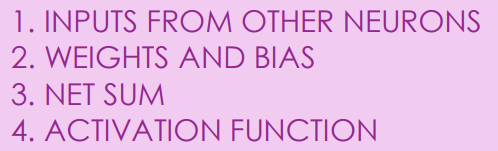 1. INPUTS FROM OTHER NEURONS
2. WEIGHTS AND BIAS
3. NET SUM
4. ACTIVATION FUNCTION